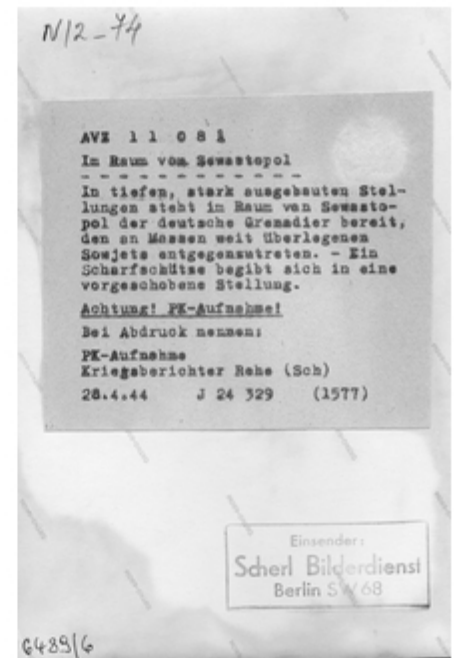 N/2-74
AVZ 1 1 0 8 1
Im Raum von Sewastopol
In tiefen, stark ausgebauten Stel-
lungen steht im Raum von Sewasto-
pol der deutsche Grenadier bereit,
den an Massen weit überlegenen
Sowjets entgegenzutreten. - Ein
Scharfschütze begibt sich in eine
vorgeschobene Stellung.
Achtung! PK-Aufnahme!
Bei Abdruck nennen:
PK-Aufnahme
Kriegsberichter Rehe (Sch)
28.4.44 J 24 329 (1577)
Einsender:
Scherl Bilderdienst
Berlin SW 68
6489/6